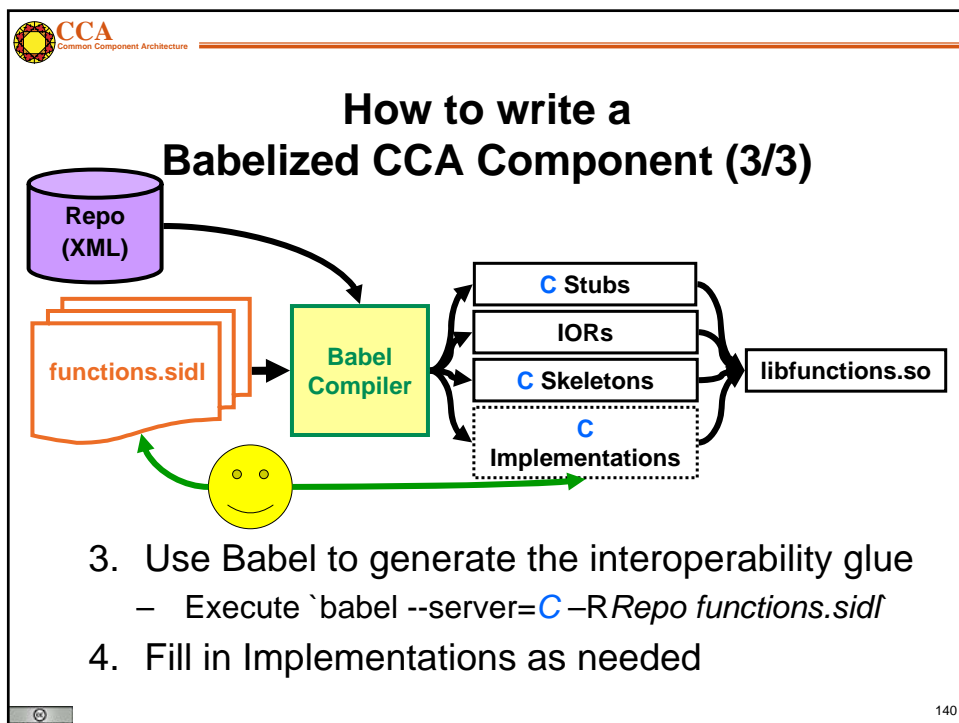 CCA
Common Component Architecture
How to write a
Babelized CCA Component (3/3)
Repo
(XML)
functions.sidl
Babel
Compiler
C Stubs
IORs
C Skeletons
C
Implementations
libfunctions.so
3. Use Babel to generate the interoperability glue
– Execute `babel --server=C –RRepo functions.sidl`
4. Fill in Implementations as needed
140